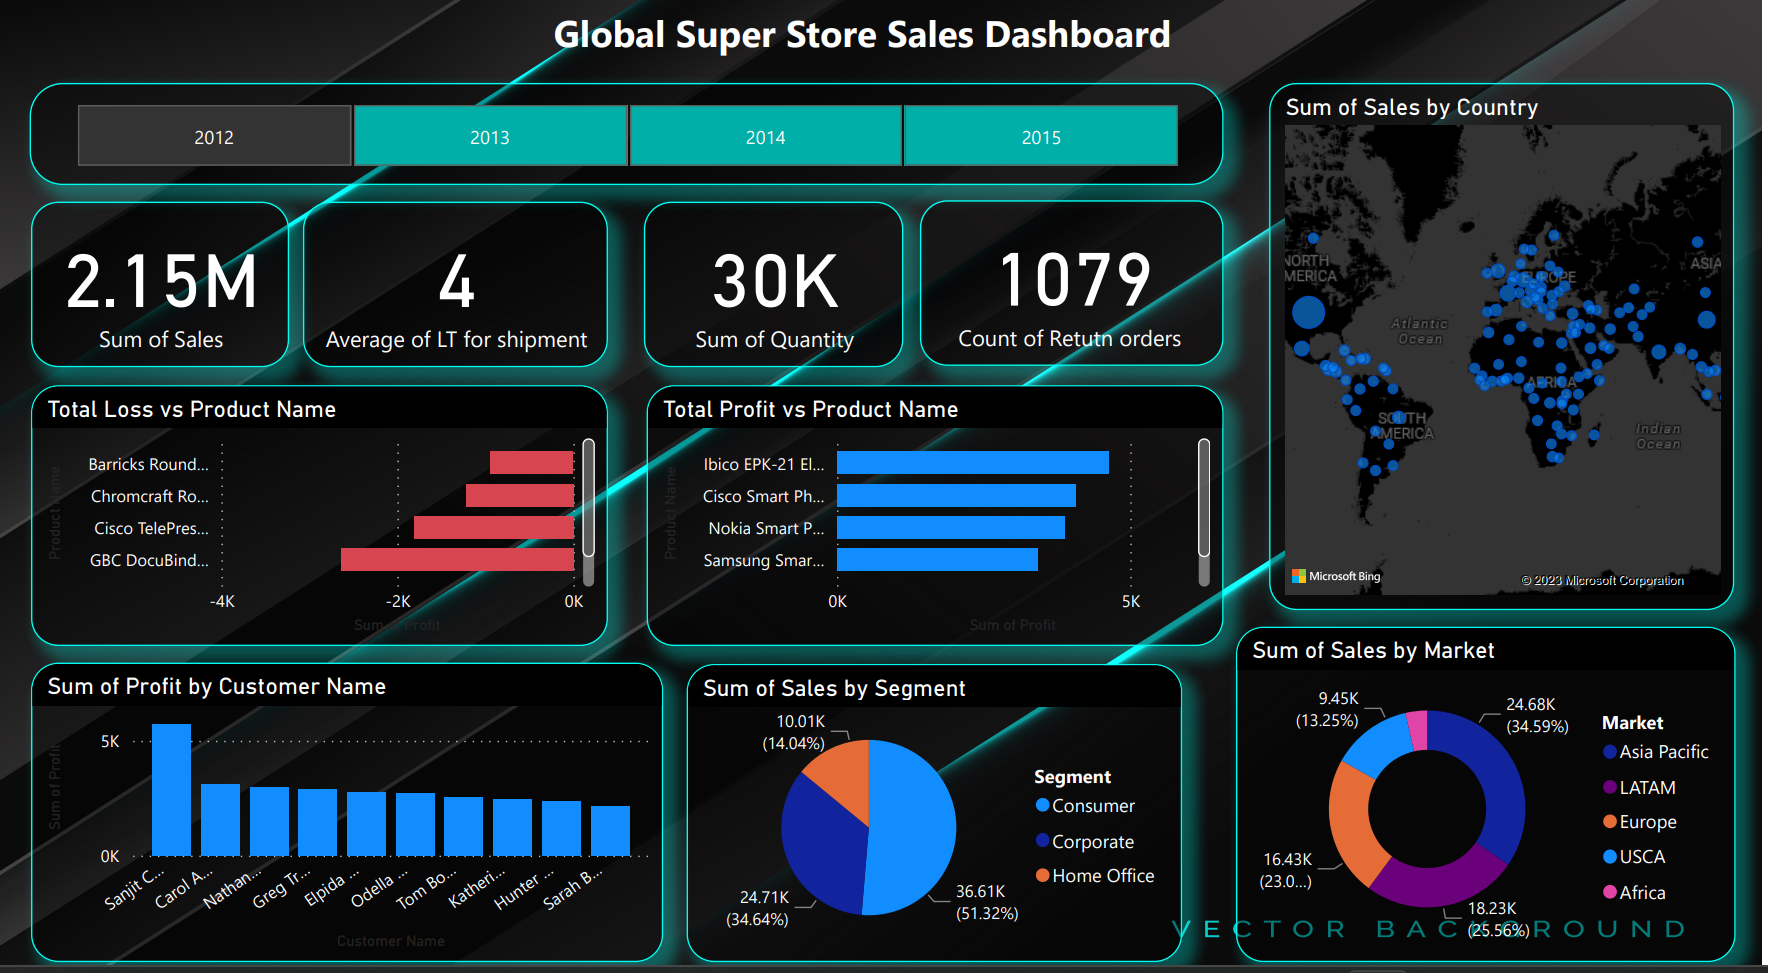 Global Super Store Sales Dashboard
2012
2013
2014
2015
2.15M
Sum of Sales
4
Average of LT for shipment
30K
Sum of Quantity
1079
Count of Retutn orders
Sum of Sales by Country
NORTH
MERICA
Atlantic
Ocean
EUROPE
ASIA
AFRICA
SOUTH
AMERICA
Indian
Ocean
Microsoft Bing
© 2023 Microsoft Corporation
Total Loss vs Product Name
Product Name
Barricks Round...
Chromcraft Ro...
Cisco TelePres...
GBC DocuBind...
-4K
-2K
0K
Sum of Profit
Total Profit vs Product Name
Product Name
Ibico EPK-21 El...
Cisco Smart Ph...
Nokia Smart P...
Samsung Smar...
0K
5K
Sum of Profit
Sum of Profit by Customer Name
Sum of Profit
5K
0K
Sanjit C...
Carol A...
Nathan...
Greg Tr...
Elpida ...
Odella ...
Tom Bo...
Katheri...
Hunter ...
Sarah B...
Customer Name
Sum of Sales by Segment
10.01K
(14.04%)
24.71K
(34.64%)
36.61K
(51.32%)
Segment
Consumer
Corporate
Home Office
Sum of Sales by Market
9.45K
(13.25%)
24.68K
(34.59%)
16.43K
(23.0...)
18.23K
(25.56%)
Market
Asia Pacific
LATAM
Europe
USCA
Africa
VECTOR BACKGROUND